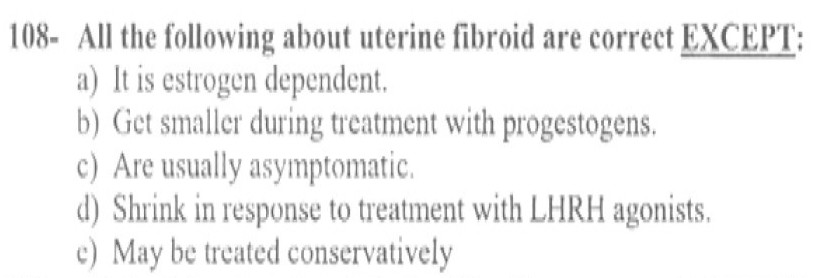 108- All the following about uterine fibroid are correct EXCEPT:
a) It is estrogen dependent.
b) Get smaller during treatment with progestogens.
c) Are usually asymptomatic.
d) Shrink in response to treatment with LHRH agonists.
e) May be treated conservatively